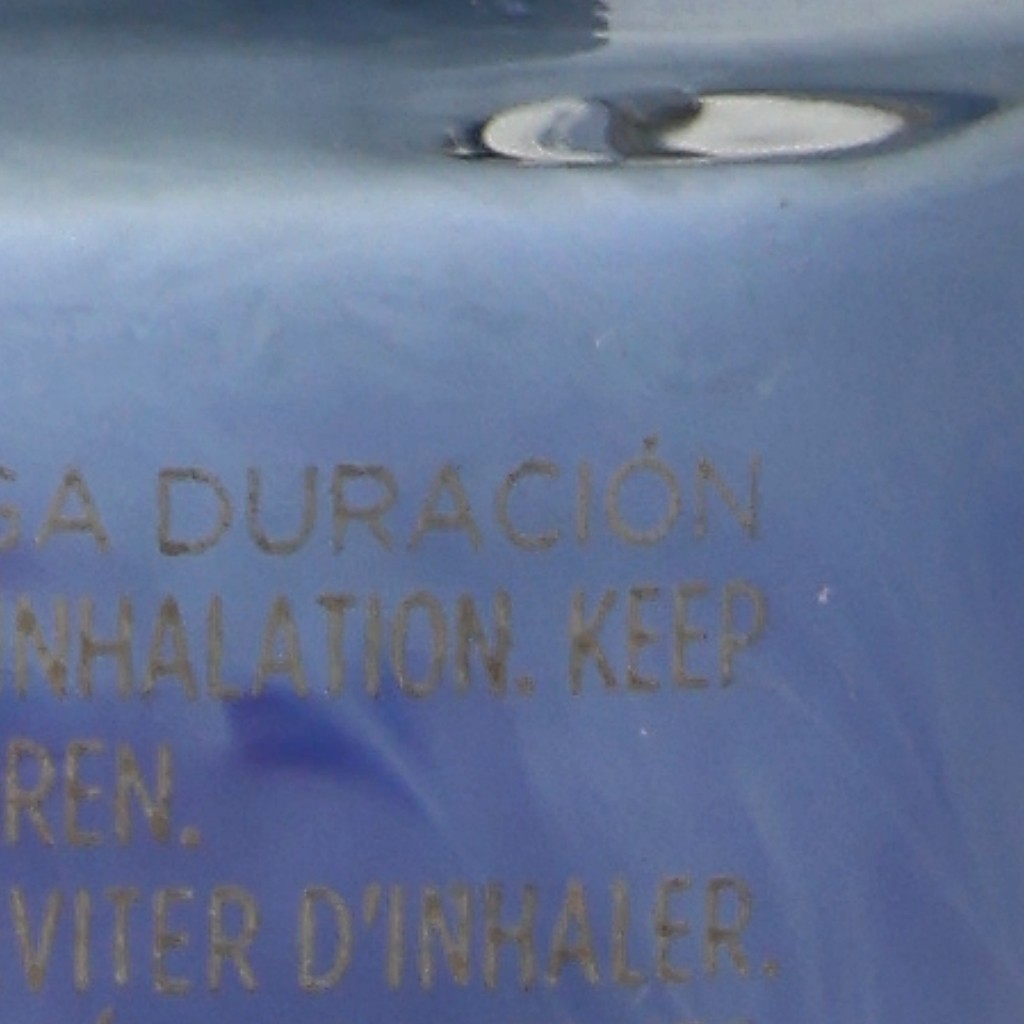 GA DURACIÓN
INHALATION. KEEP
REN.
VITER D'INHALER.